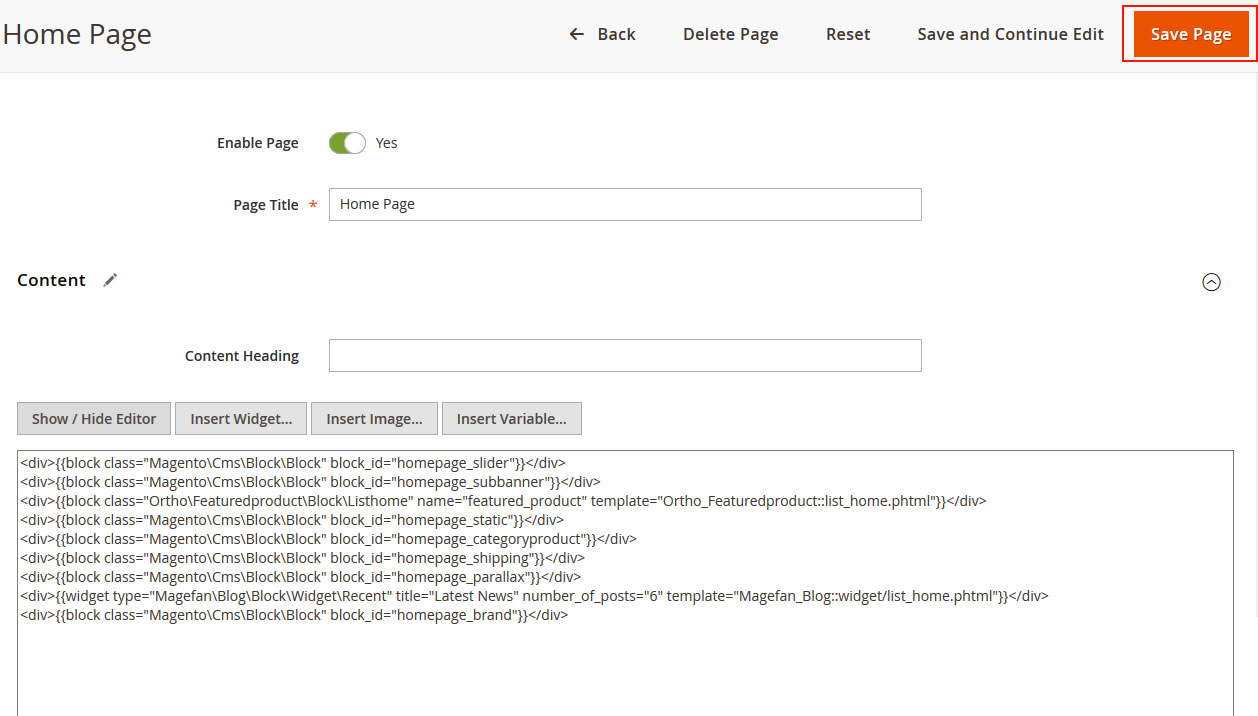 Home Page
← Back Delete Page Reset Save and Continue Edit Save Page
Enable Page Yes
Page Title * Home Page
Content
Content Heading
Show / Hide Editor Insert Widget... Insert Image... Insert Variable...
<div>{{block class="Magento\Cms\Block\Block" block_id="homepage_slider"}}</div>
<div>{{block class="Magento\Cms\Block\Block" block_id="homepage_subbanner"}}</div>
<div>{{block class="Ortho\Featuredproduct\Block\Listhome" name="featured_product" template="Ortho_Featuredproduct::list_home.phtml"}}</div>
<div>{{block class="Magento\Cms\Block\Block" block_id="homepage_static"}}</div>
<div>{{block class="Magento\Cms\Block\Block" block_id="homepage_categoryproduct"}}</div>
<div>{{block class="Magento\Cms\Block\Block" block_id="homepage_shipping"}}</div>
<div>{{block class="Magento\Cms\Block\Block" block_id="homepage_parallax"}}</div>
<div>{{widget type="Magefan\Blog\Block\Widget\Recent" title="Latest News" number_of_posts="6" template="Magefan_Blog::widget/list_home.phtml"}}</div>
<div>{{block class="Magento\Cms\Block\Block" block_id="homepage_brand"}}</div>